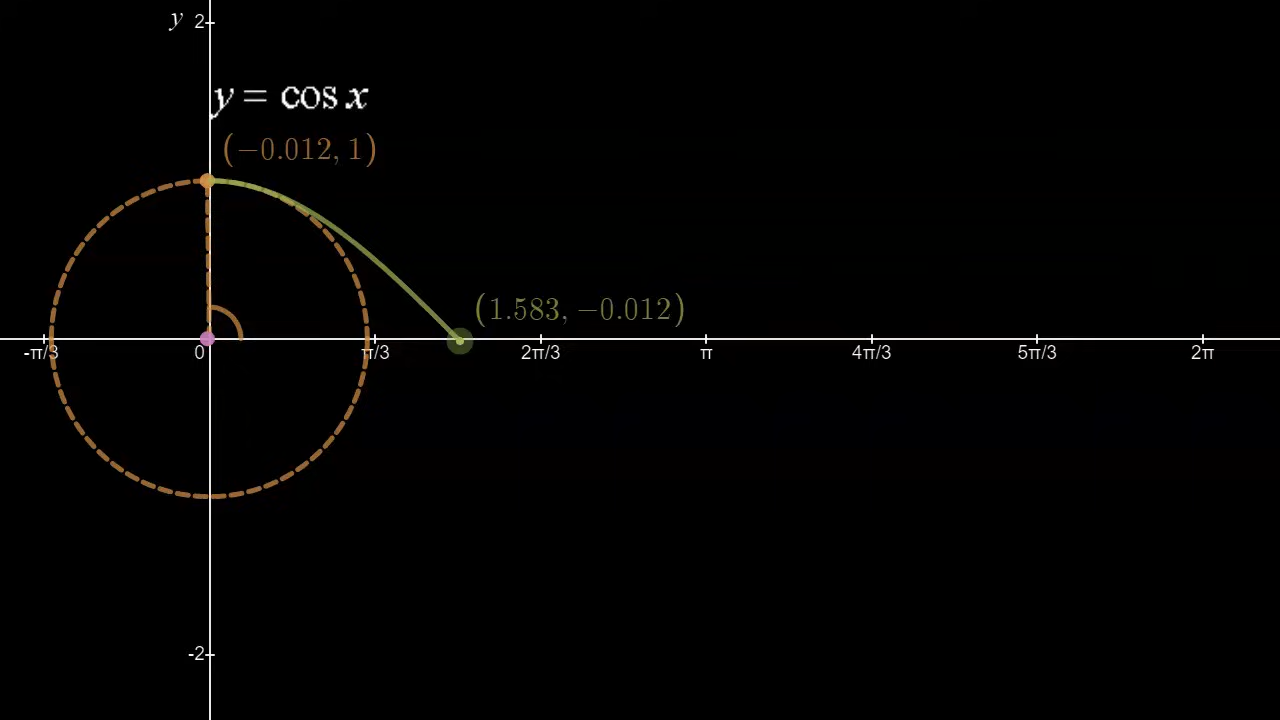 y 2
y = cos x
(−0.012, 1)
(1.583, −0.012)
-π/3 0 π/3 2π/3 π 4π/3 5π/3 2π
-2